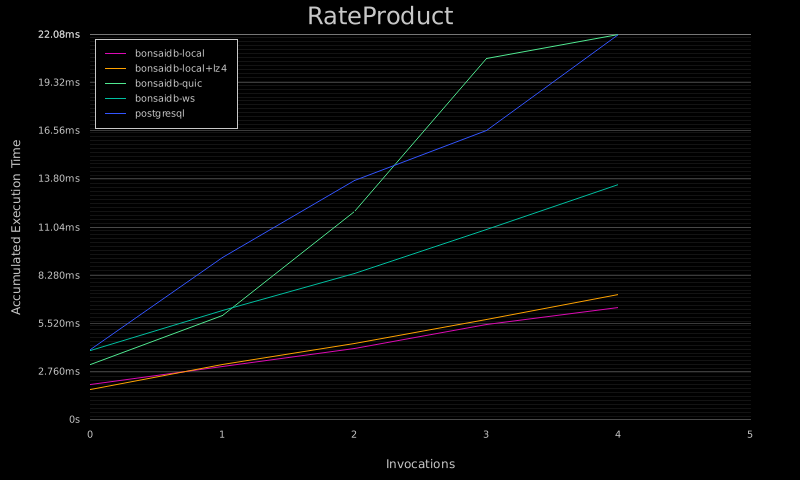 RateProduct
22.08ms
19.32ms
16.56ms
13.80ms
11.04ms
8.280ms
5.520ms
2.760ms
0s
bonsaidb-local
bonsaidb-local+lz4
bonsaidb-quic
bonsaidb-ws
postgresql
Accumulated Execution Time
0 1 2 3 4 5
Invocations